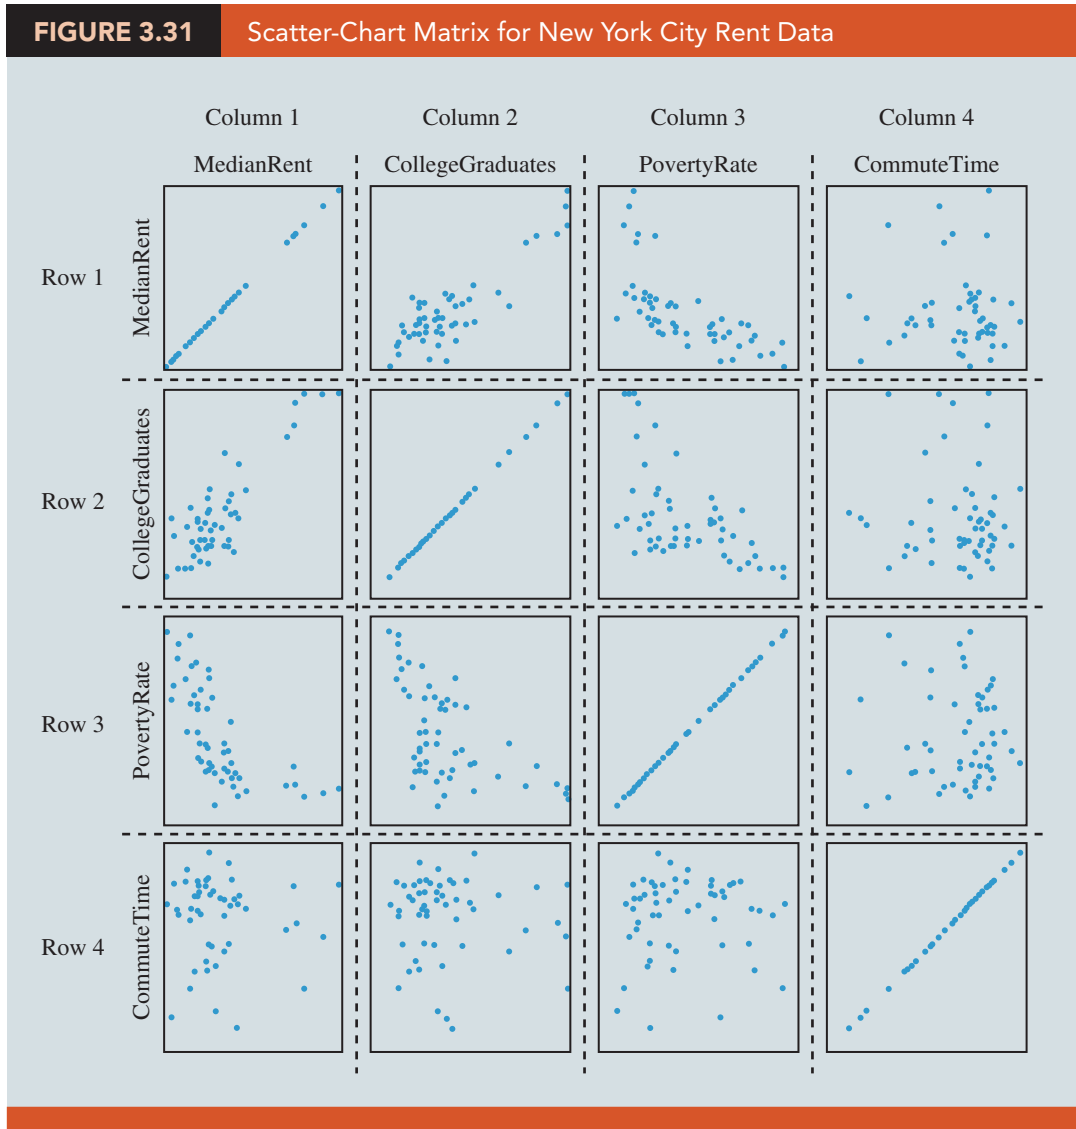 FIGURE 3.31 Scatter-Chart Matrix for New York City Rent Data
Column 1 Column 2 Column 3 Column 4
MedianRent CollegeGraduates PovertyRate CommuteTime
Row 1 MedianRent
Row 2 CollegeGraduates
Row 3 PovertyRate
Row 4 CommuteTime